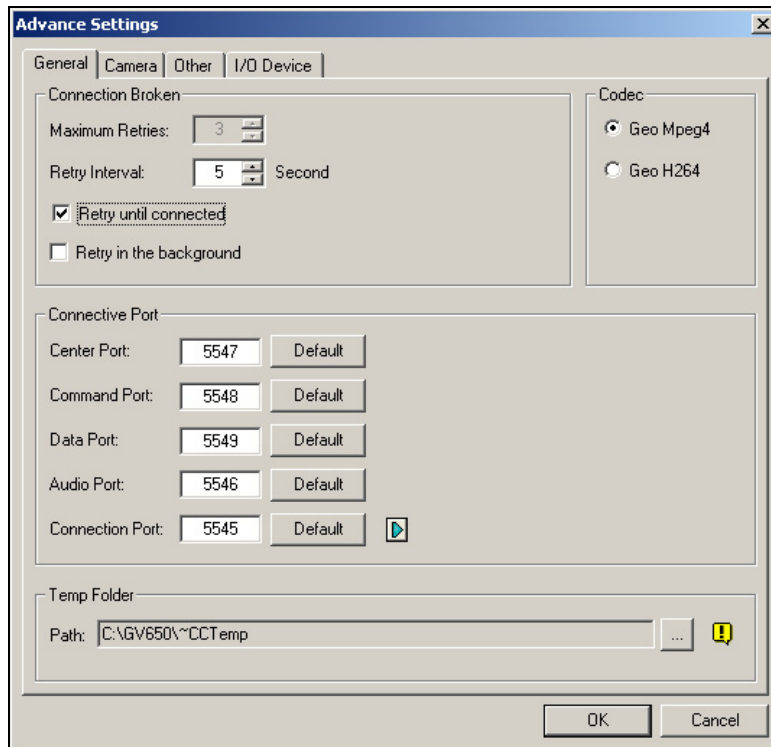 Advance Settings
General Camera Other I/O Device
Connection Broken
Maximum Retries: 3
Retry Interval: 5 Second
Retry until connected
Retry in the background
Codec
Geo Mpeg4
Geo H264
Connective Port
Center Port: 5547 Default
Command Port: 5548 Default
Data Port: 5549 Default
Audio Port: 5546 Default
Connection Port: 5545 Default
Temp Folder
Path: C:\GV650\~CCTemp ...
OK Cancel